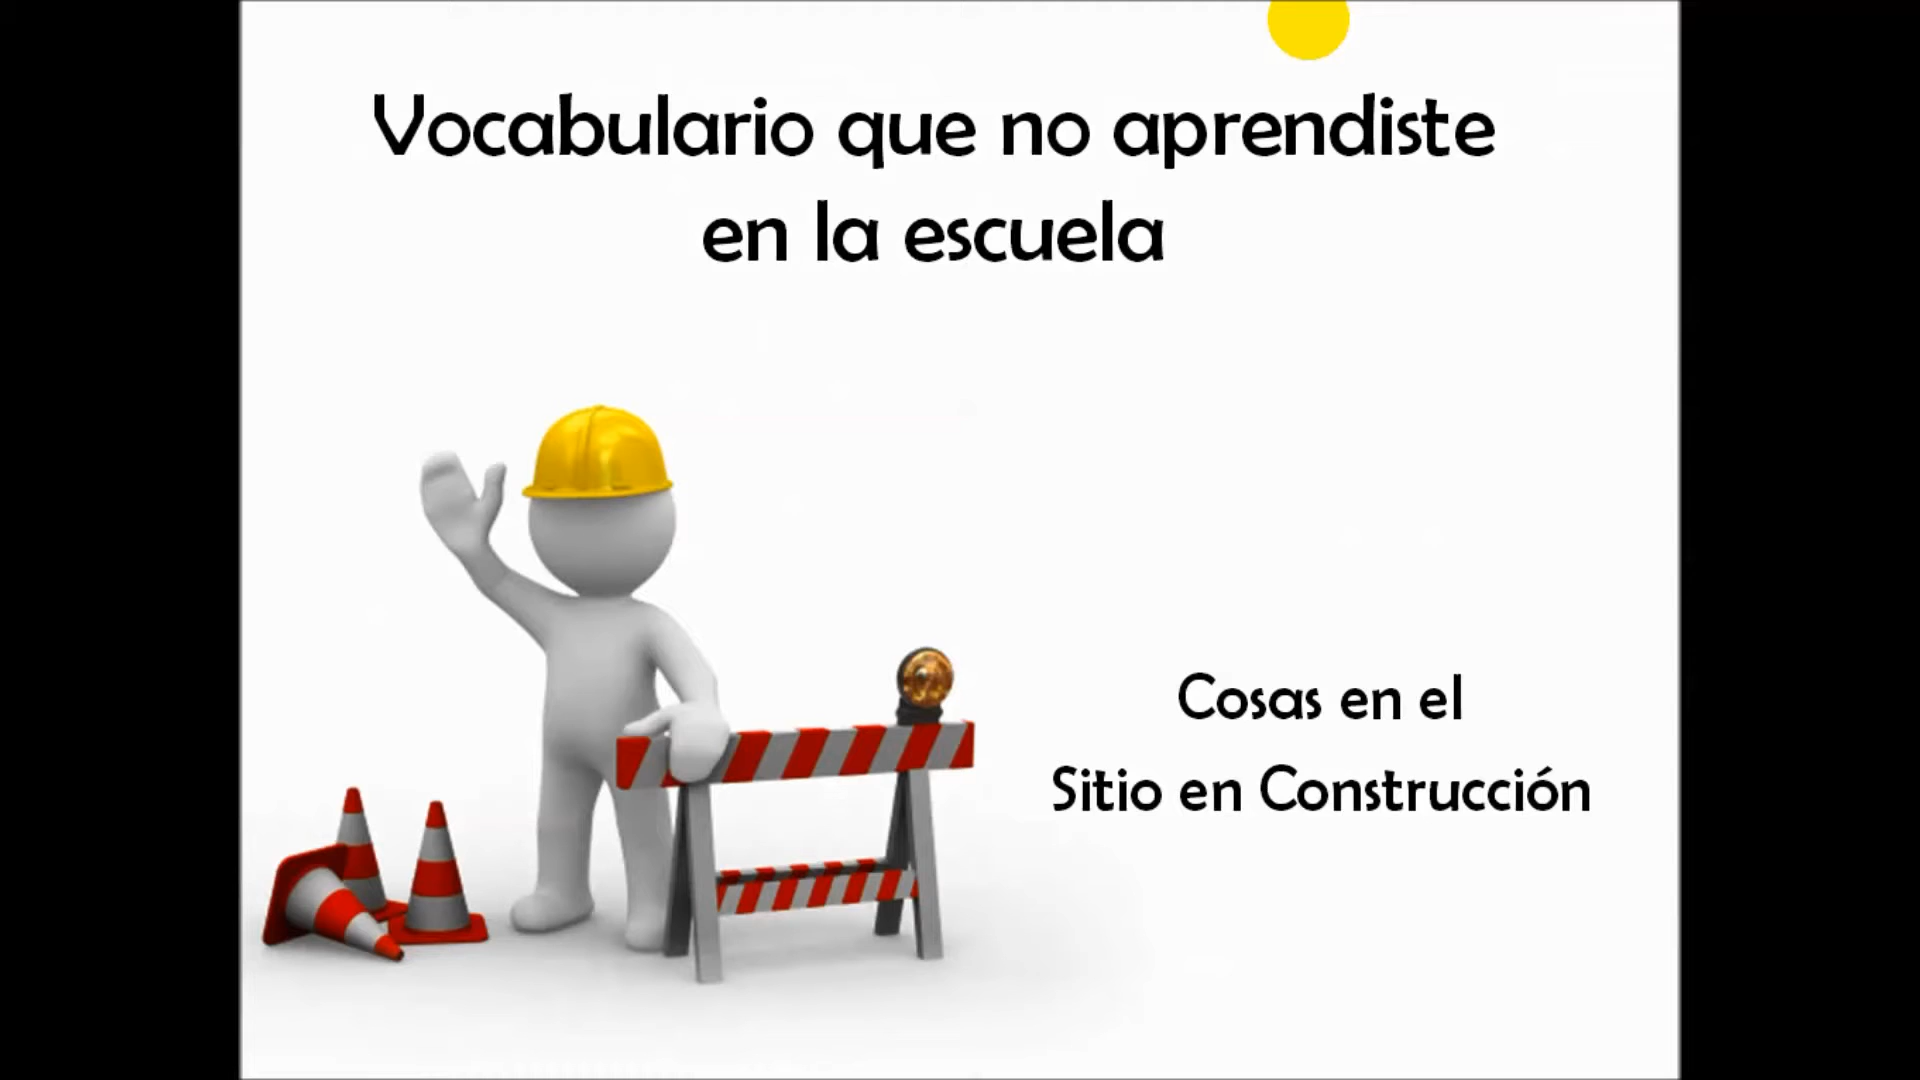 Vocabulario que no aprendiste
en la escuela
Cosas en el
Sitio en Construcción